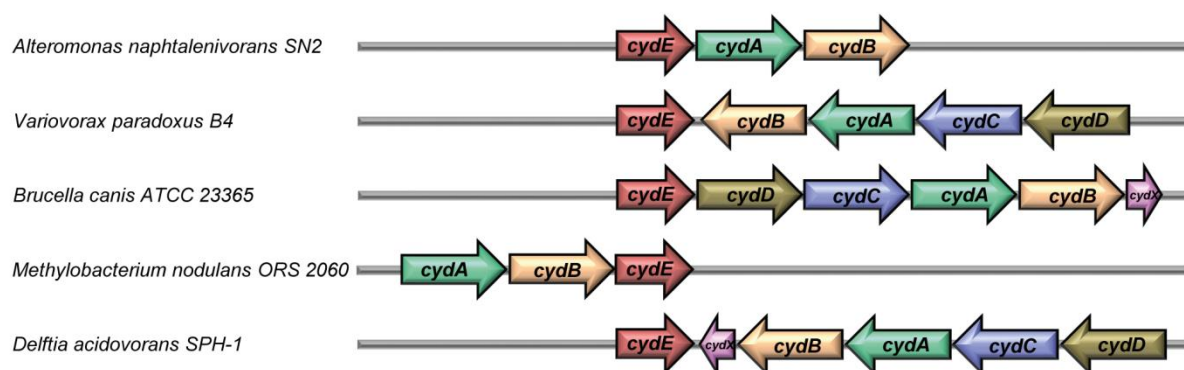 Alteromonas naphtalenivorans SN2 cydE cydA cydB
Variovorax paradoxus B4 cydE cydB cydA cydC cydD
Brucella canis ATCC 23365 cydE cydD cydC cydA cydB cydX
Methylobacterium nodulans ORS 2060 cydA cydB cydE
Delftia acidovorans SPH-1 cydE cydX cydB cydA cydC cydD